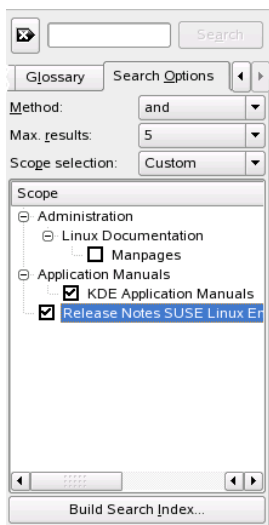 Search
Glossary Search Options
Method: and
Max. results: 5
Scope selection: Custom
Scope
Administration
Linux Documentation
Manpages
Application Manuals
KDE Application Manuals
Release Notes SUSE Linux En
Build Search Index...